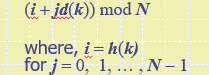 (i + jd(k)) mod N
where, i = h(k)
for j = 0, 1, … , N − 1